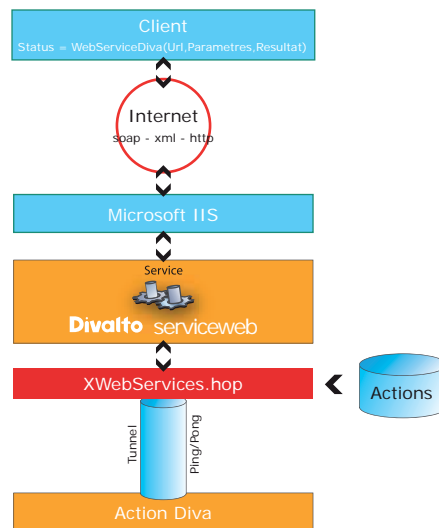 Client
Status = WebServiceDiva(Url,Parametres,Resultat)
Internet
soap - xml - http
Microsoft IIS
Service
Divalto serviceweb
XWebServices.hop
Actions
Tunnel
Ping/Pong
Action Diva